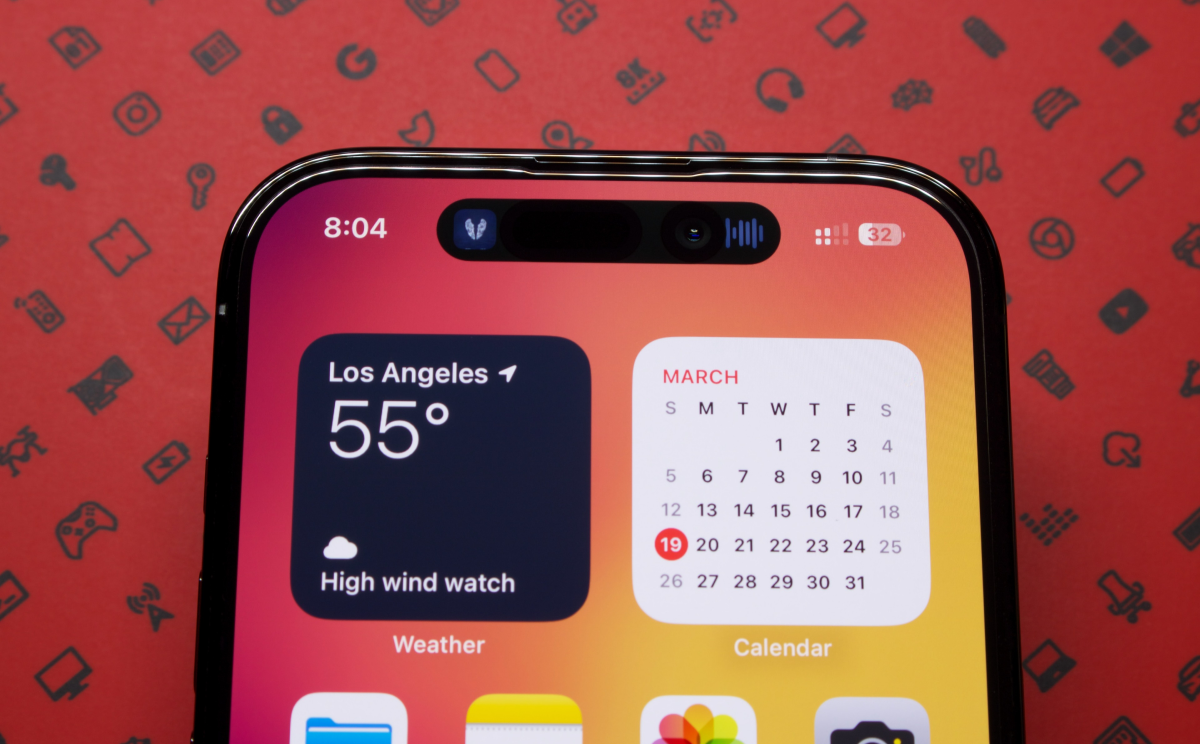 8K
8:04
32
Los Angeles
55°
High wind watch
Weather
MARCH
S M T W T F S
1 2 3 4
5 6 7 8 9 10 11
12 13 14 15 16 17 18
19 20 21 22 23 24 25
26 27 28 29 30 31
Calendar